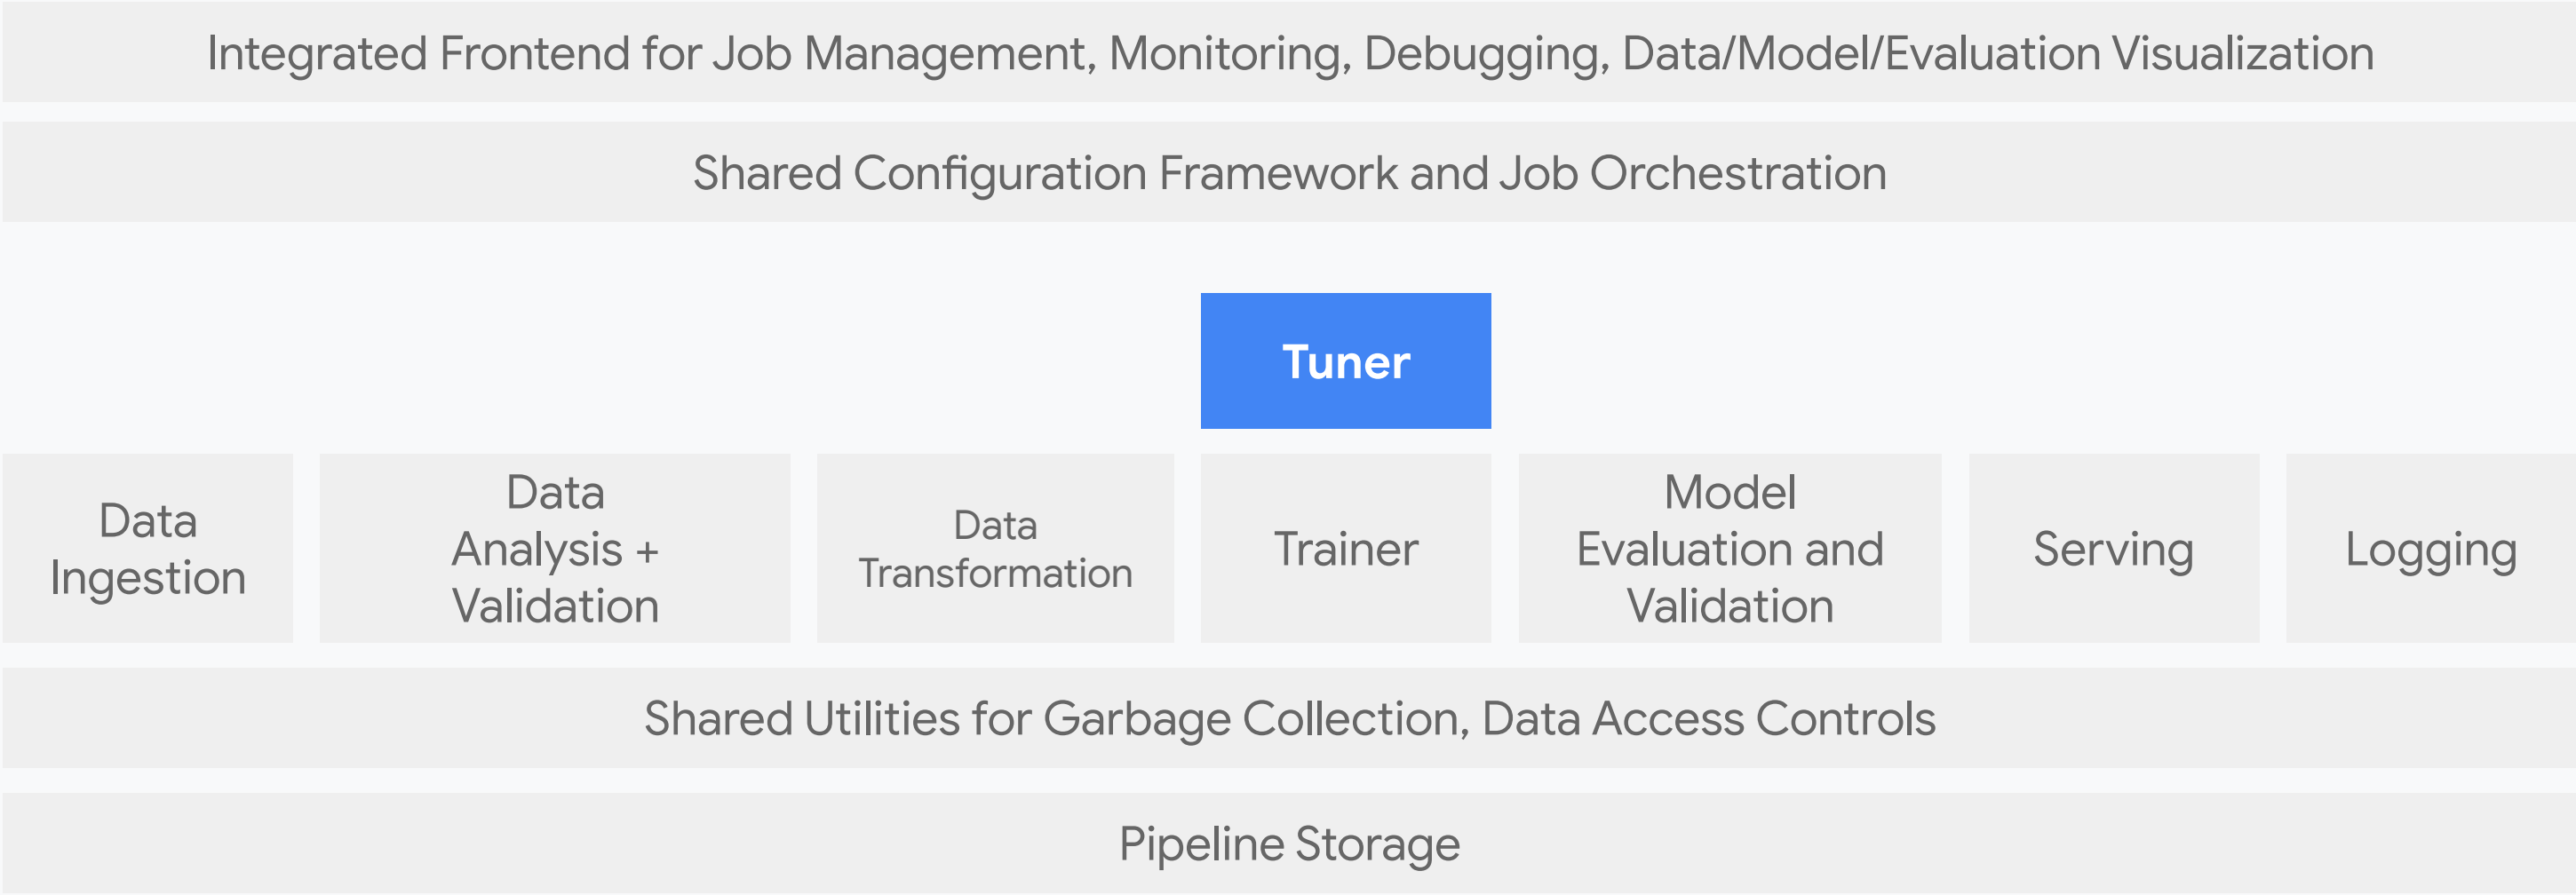 Integrated Frontend for Job Management, Monitoring, Debugging, Data/Model/Evaluation Visualization
Shared Configuration Framework and Job Orchestration
Tuner
Data
Ingestion
Data
Analysis +
Validation
Data
Transformation
Trainer
Model
Evaluation and
Validation
Serving
Logging
Shared Utilities for Garbage Collection, Data Access Controls
Pipeline Storage